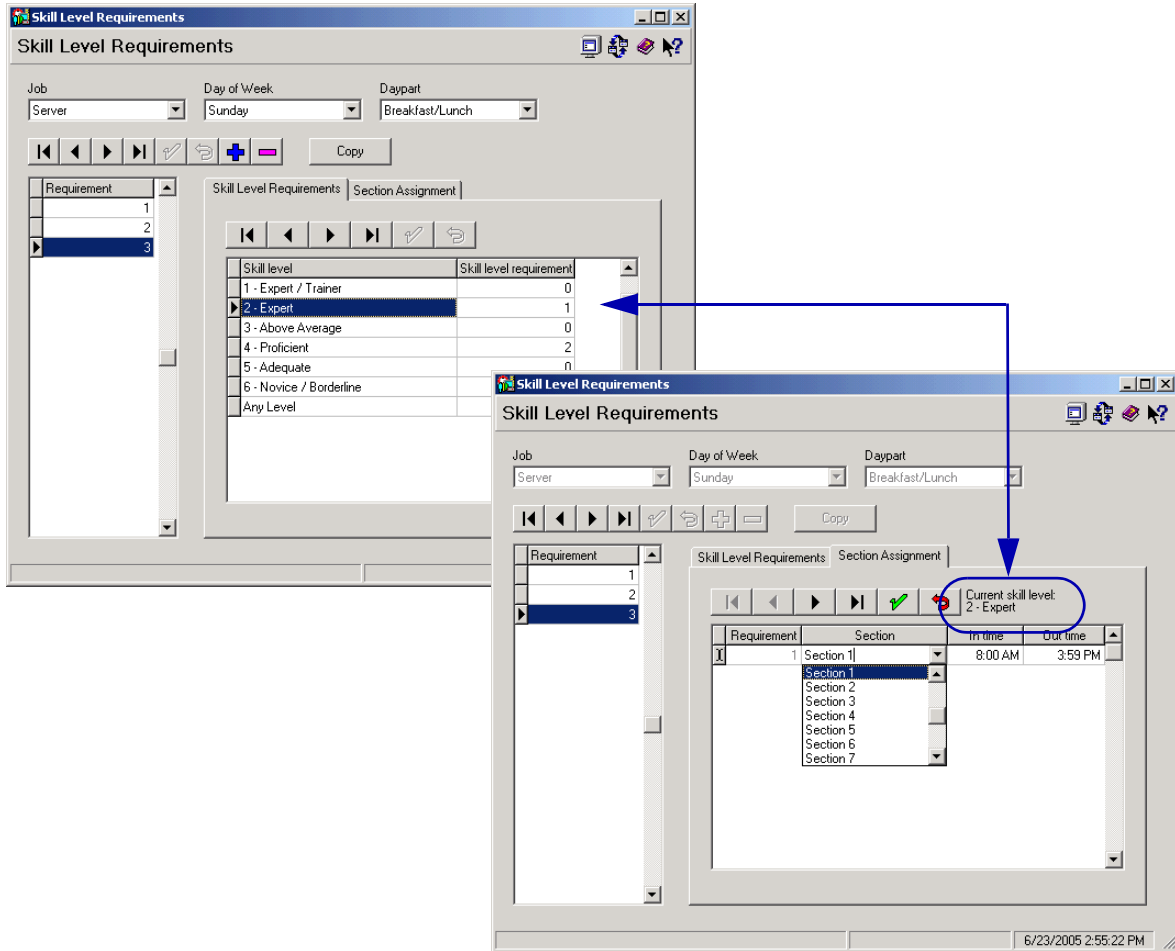 Skill Level Requirements
Skill Level Requirements
Job Day of Week Daypart
Server Sunday Breakfast/Lunch
Copy
Requirement
1
2
3
Skill Level Requirements Section Assignment
Skill level Skill level requirement
1 - Expert / Trainer 0
2 - Expert 1
3 - Above Average 0
4 - Proficient 2
5 - Adequate 0
6 - Novice / Borderline
Any Level
Skill Level Requirements
Skill Level Requirements
Job Day of Week Daypart
Server Sunday Breakfast/Lunch
Copy
Requirement
1
2
3
Skill Level Requirements Section Assignment
Current skill level:
2 - Expert
Requirement Section In time Out time
1 Section 1 8:00 AM 3:59 PM
Section 1
Section 2
Section 3
Section 4
Section 5
Section 6
Section 7
6/23/2005 2:55:22 PM